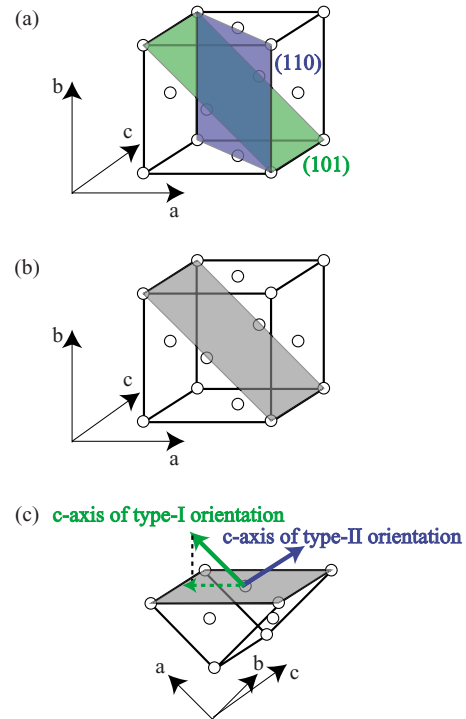 (a)
(110)
b
c
(101)
a
(b)
b
c
a
(c)
c-axis of type-I orientation
c-axis of type-II orientation
a
b
c